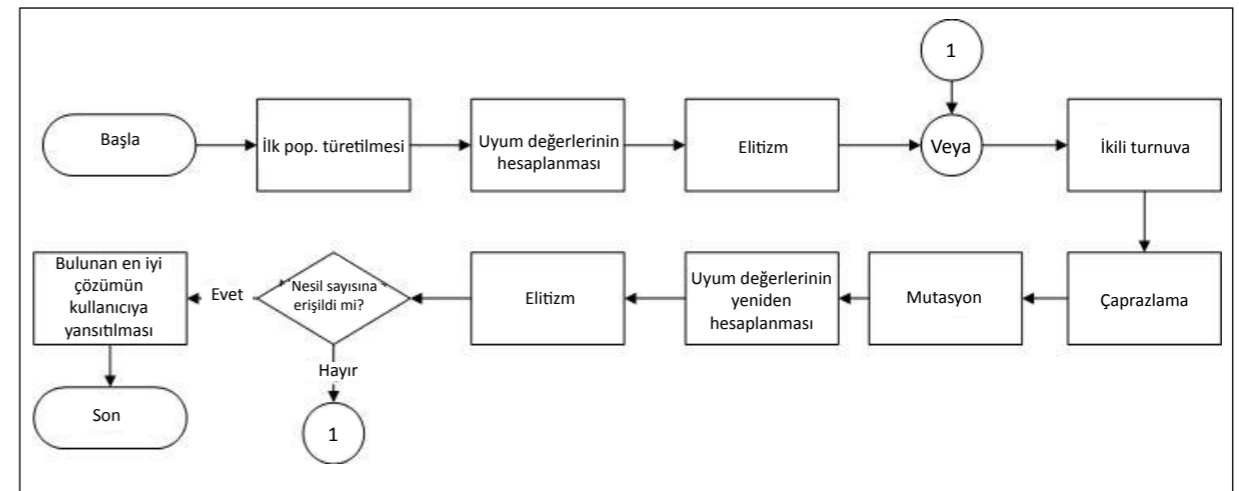 1
Başla
İlk pop. türetilmesi
Uyum değerlerinin
hesaplanması
Elitizm
Veya
İkili turnuva
Bulunan en iyi
çözümün
kullanıcıya
yansıtılması
Evet
Nesil sayısına
erişildi mi?
Elitizm
Uyum değerlerinin
yeniden
hesaplanması
Mutasyon
Çaprazlama
Hayır
Son
1